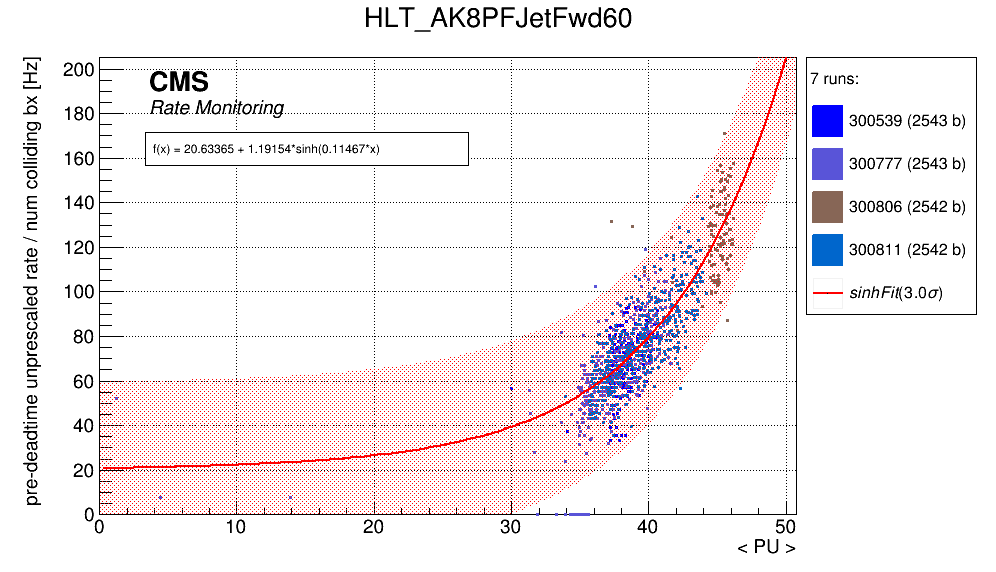 HLT_AK8PFJetFwd60
pre-deadtime unprescaled rate / num colliding bx [Hz]
200
180
160
140
120
100
80
60
40
20
0
CMS
Rate Monitoring
f(x) = 20.63365 + 1.19154*sinh(0.11467*x)
0 10 20 30 40 50
< PU >
7 runs:
300539 (2543 b)
300777 (2543 b)
300806 (2542 b)
300811 (2542 b)
sinhFit(3.0σ)